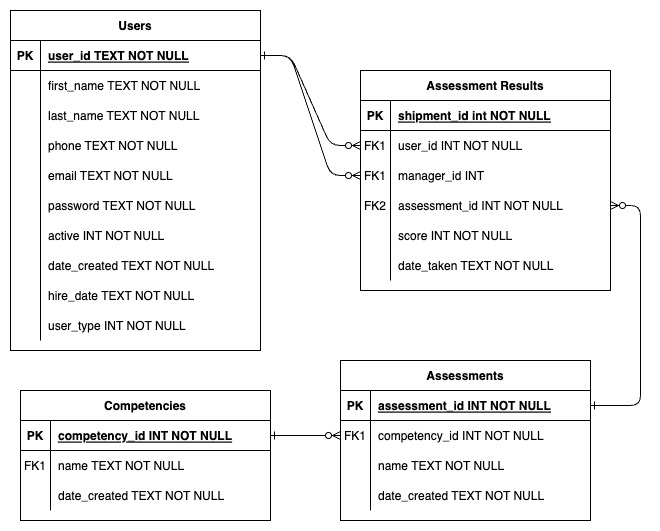 Users
PK user_id TEXT NOT NULL
first_name TEXT NOT NULL
last_name TEXT NOT NULL
phone TEXT NOT NULL
email TEXT NOT NULL
password TEXT NOT NULL
active INT NOT NULL
date_created TEXT NOT NULL
hire_date TEXT NOT NULL
user_type INT NOT NULL
Assessment Results
PK shipment_id int NOT NULL
FK1 user_id INT NOT NULL
FK1 manager_id INT
FK2 assessment_id INT NOT NULL
score INT NOT NULL
date_taken TEXT NOT NULL
Competencies
PK competency_id INT NOT NULL
FK1 name TEXT NOT NULL
date_created TEXT NOT NULL
Assessments
PK assessment_id INT NOT NULL
FK1 competency_id INT NOT NULL
name TEXT NOT NULL
date_created TEXT NOT NULL